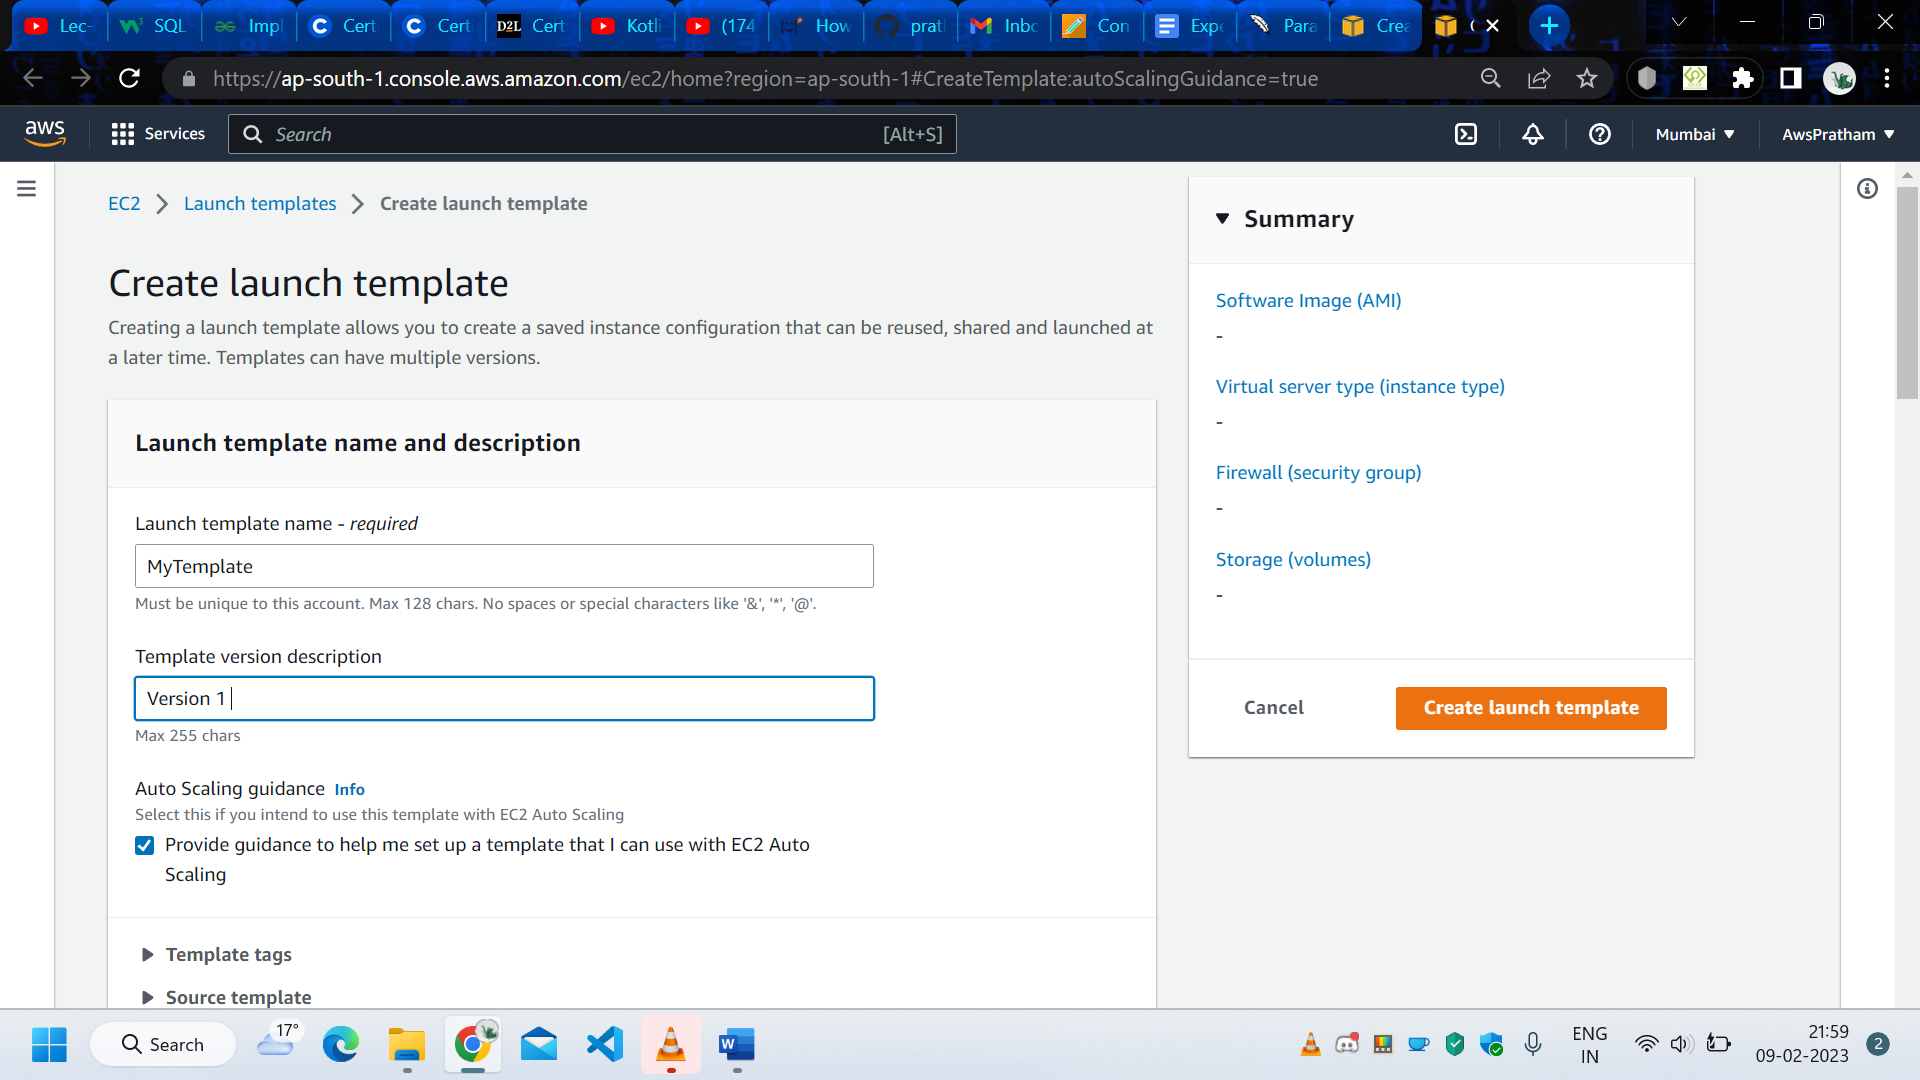 Lec-
SQL
Impl
Cert
Certi
D2L Cert
Kotli
(174
How
prat
Inbo
Con
Expe
Para
Crea
https://ap-south-1.console.aws.amazon.com/ec2/home?region=ap-south-1#CreateTemplate:autoScalingGuidance=true
aws
Services
Search
[Alt+S]
Mumbai
AwsPratham
EC2
Launch templates
Create launch template
Create launch template
Creating a launch template allows you to create a saved instance configuration that can be reused, shared and launched at
a later time. Templates can have multiple versions.
Launch template name and description
Launch template name - required
MyTemplate
Must be unique to this account. Max 128 chars. No spaces or special characters like '&', '*', '@'.
Template version description
Version 1
Max 255 chars
Auto Scaling guidance Info
Select this if you intend to use this template with EC2 Auto Scaling
Provide guidance to help me set up a template that I can use with EC2 Auto
Scaling
Template tags
Source template
Summary
Software Image (AMI)
-
Virtual server type (instance type)
-
Firewall (security group)
-
Storage (volumes)
-
Cancel
Create launch template
Search
17°
ENG
IN
21:59
09-02-2023
2